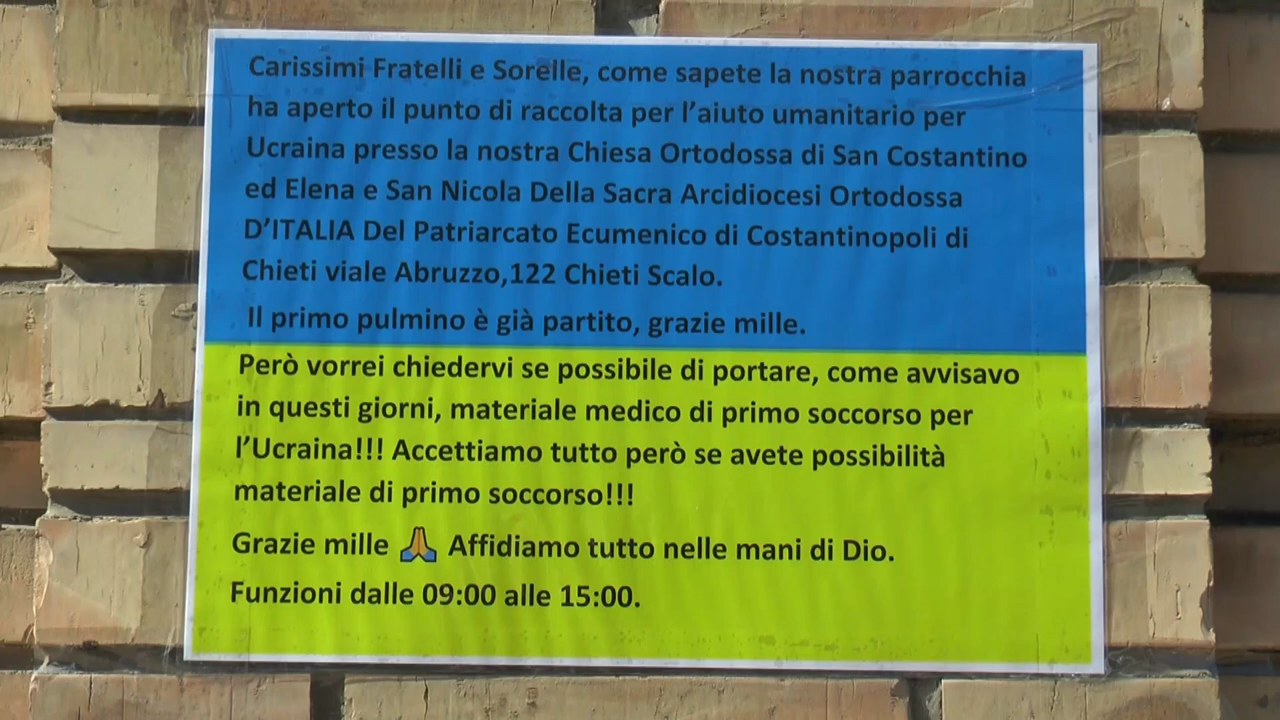 Carissimi Fratelli e Sorelle, come sapete la nostra parrocchia
ha aperto il punto di raccolta per l'aiuto umanitario per
Ucraina presso la nostra Chiesa Ortodossa di San Costantino
ed Elena e San Nicola Della Sacra Arcidiocesi Ortodossa
D'ITALIA Del Patriarcato Ecumenico di Costantinopoli di
Chieti viale Abruzzo,122 Chieti Scalo.
Il primo pulmino è già partito, grazie mille.
Però vorrei chiedervi se possibile di portare, come avvisavo
in questi giorni, materiale medico di primo soccorso per
l'Ucraina!!! Accettiamo tutto però se avete possibilità
materiale di primo soccorso!!!
Grazie mille 🙏 Affidiamo tutto nelle mani di Dio.
Funzioni dalle 09:00 alle 15:00.